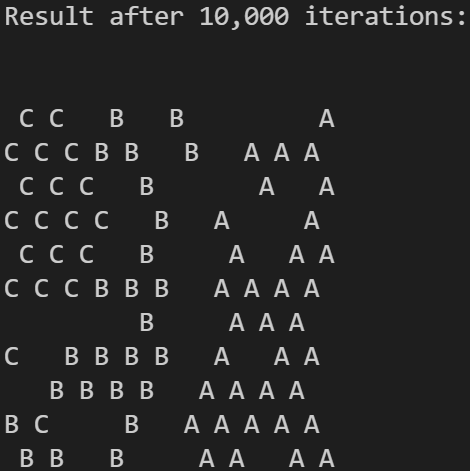 Result after 10,000 iterations:
 C C   B   B         A
C C C B B   B   A A A
 C C C   B       A   A
C C C C   B   A     A
 C C C   B     A   A A
C C C B B B   A A A A
         B     A A A
C   B B B B   A   A A
   B B B B   A A A A
B C     B   A A A A A
 B B   B     A A   A A